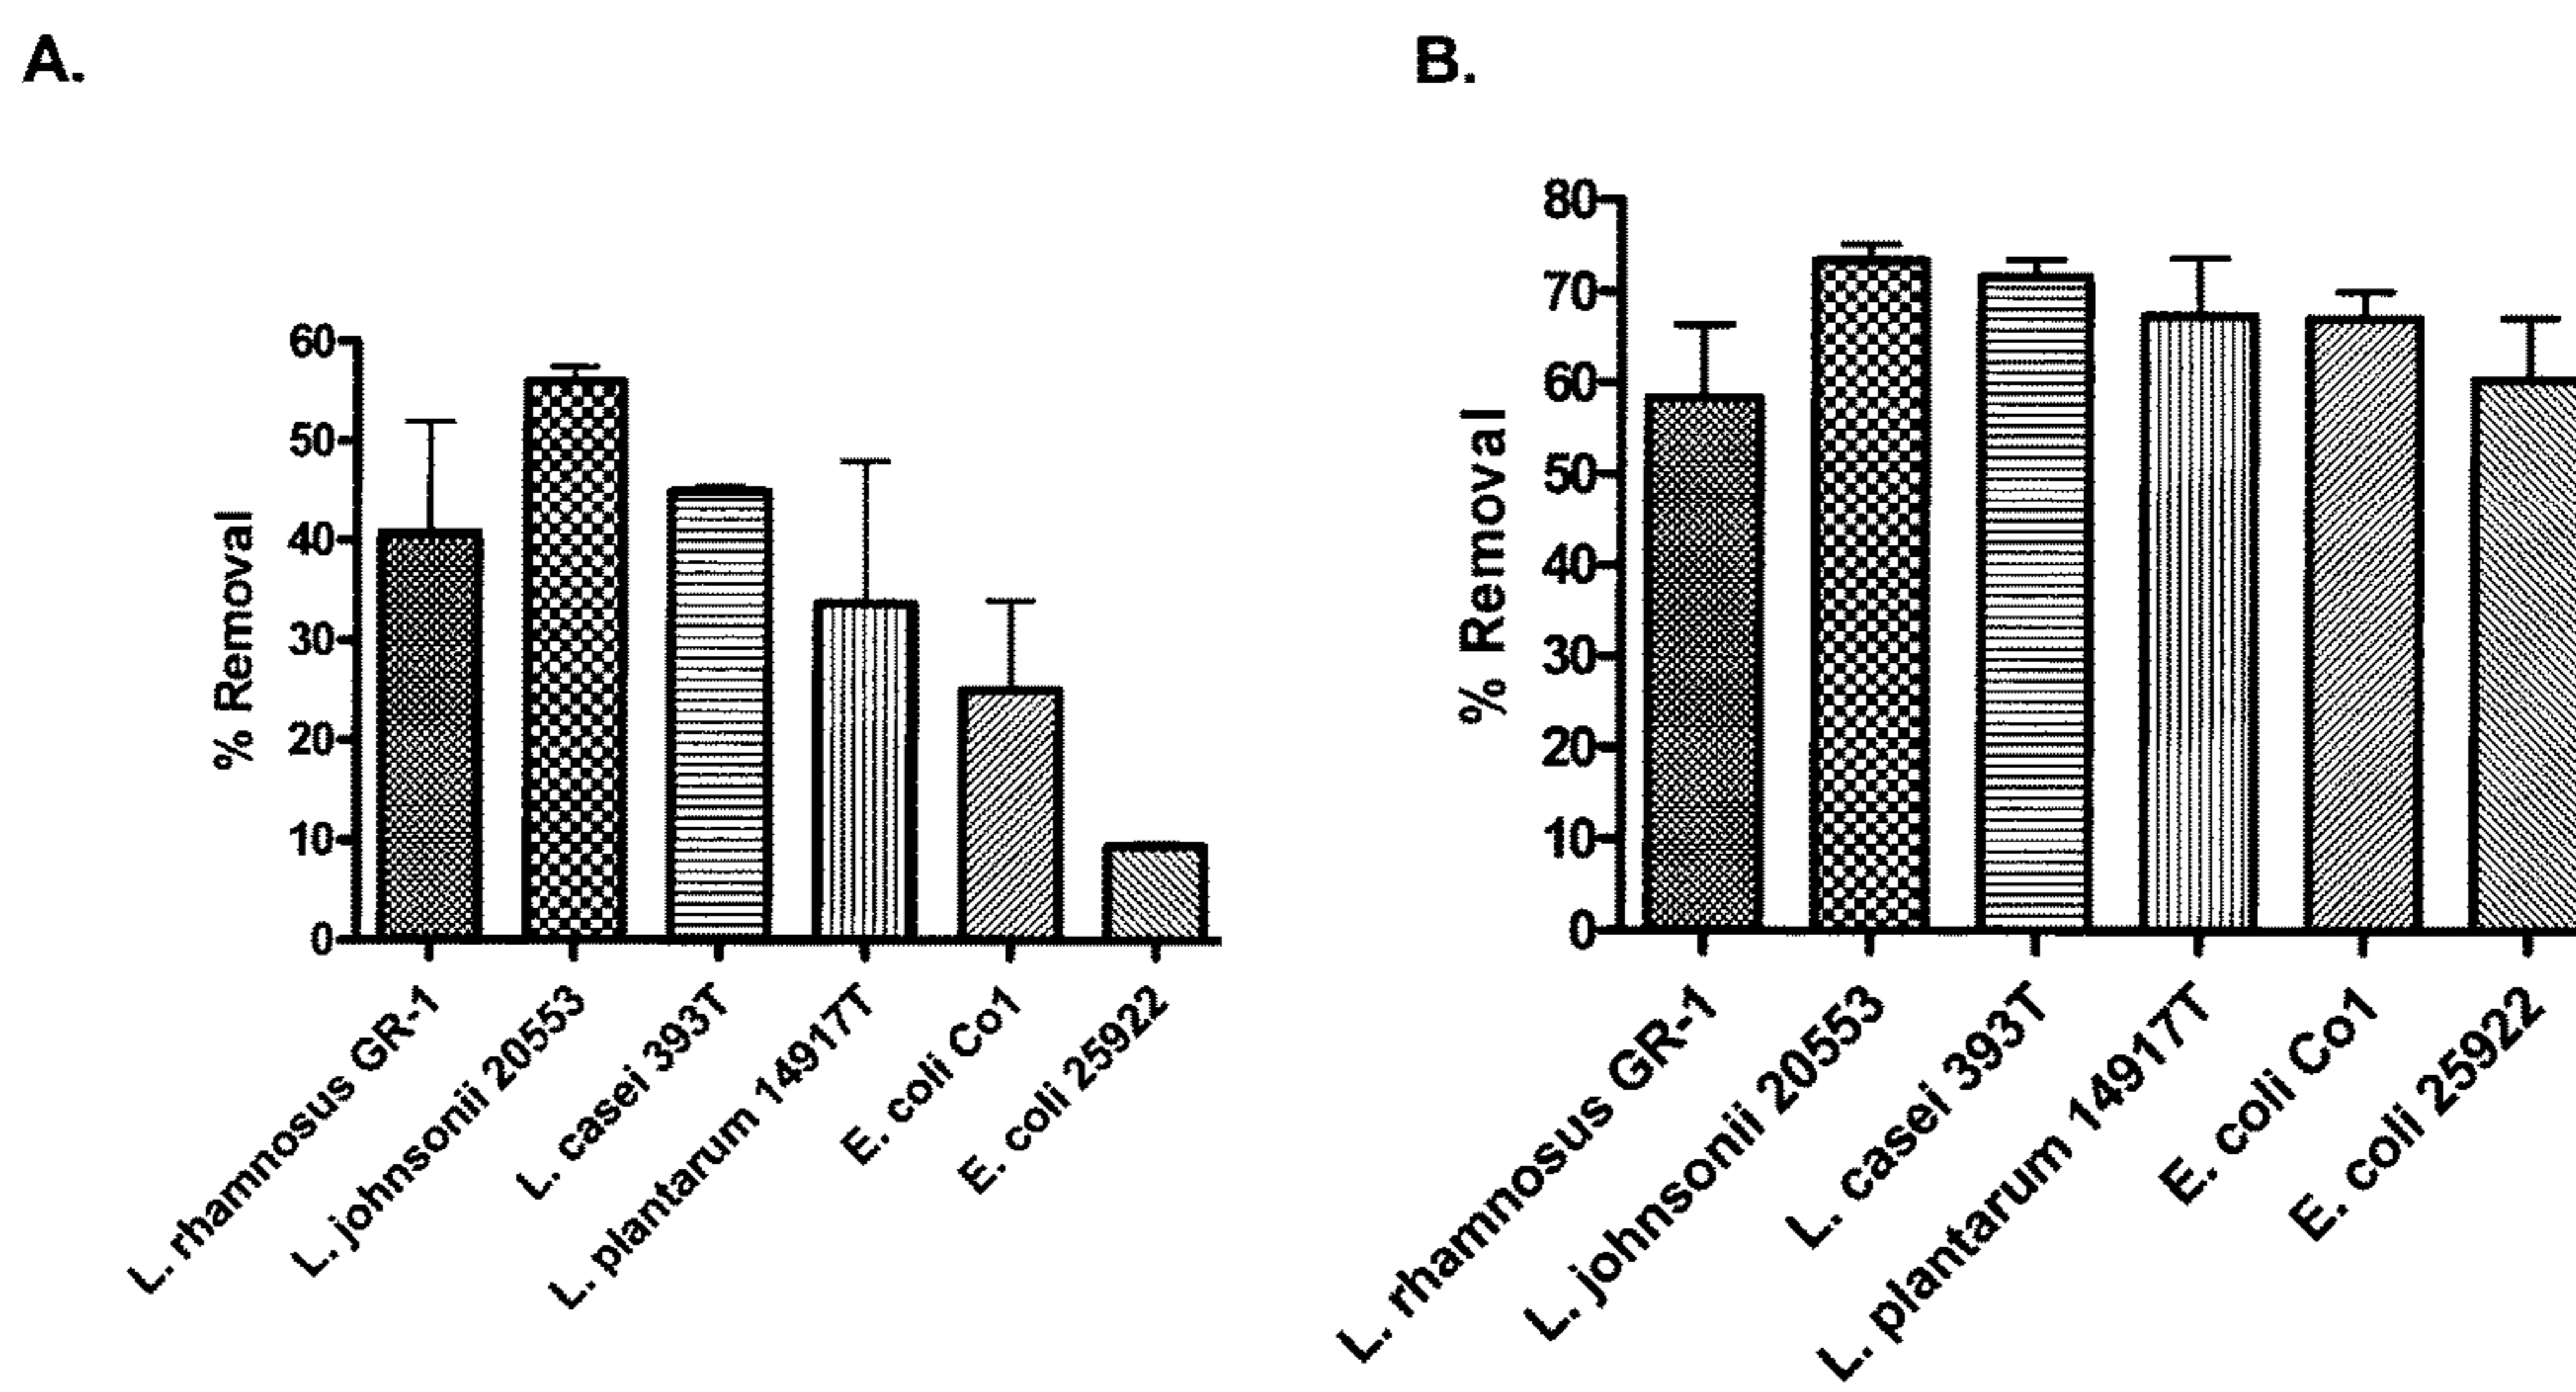 A.
% Removal
60
50
40
30
20
10
0
L. rhamnosus GR-1
L. johnsonii 20553
L. casei 393T
L. plantarum 14917T
E. coli Co1
E. coli 25922
B.
% Removal
80
70
60
50
40
30
20
10
0
L. rhamnosus GR-1
L. johnsonii 20553
L. casei 393T
L. plantarum 14917T
E. coli Co1
E. coli 25922